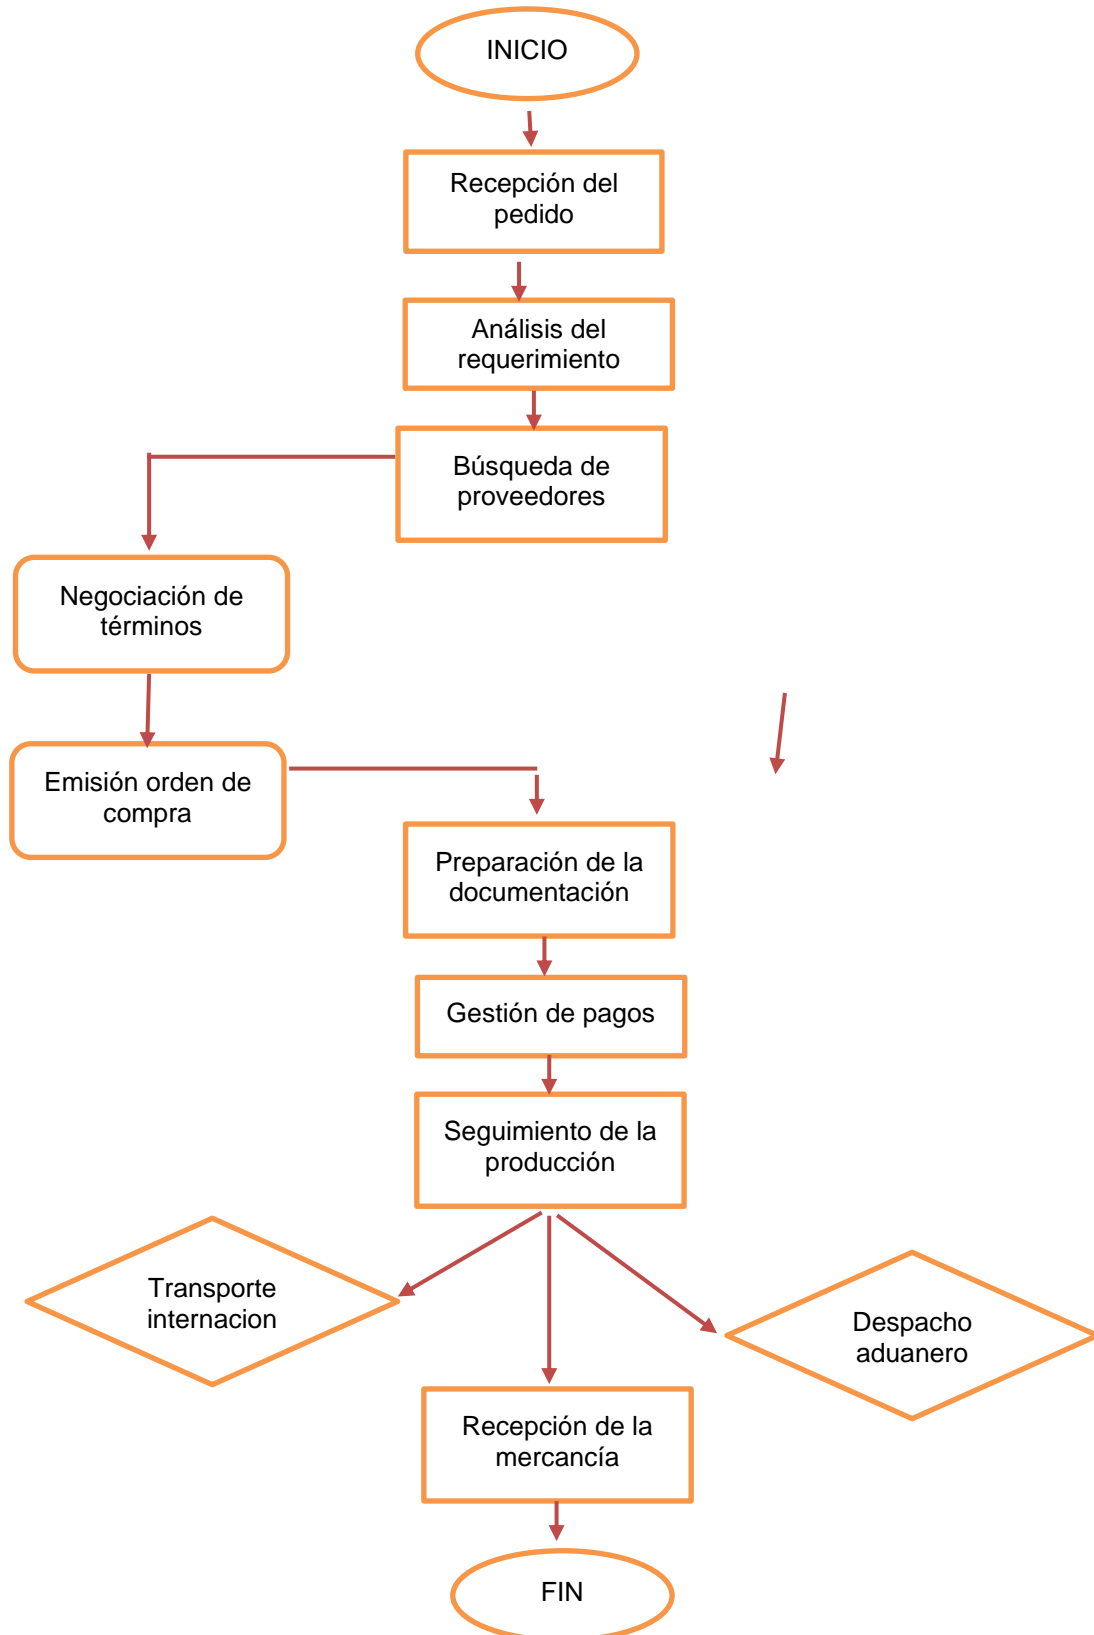 INICIO
Recepción del
pedido
Análisis del
requerimiento
Búsqueda de
proveedores
Negociación de
términos
Emisión orden de
compra
Preparación de la
documentación
Gestión de pagos
Seguimiento de la
producción
Transporte
internacion
Despacho
aduanero
Recepción de la
mercancía
FIN